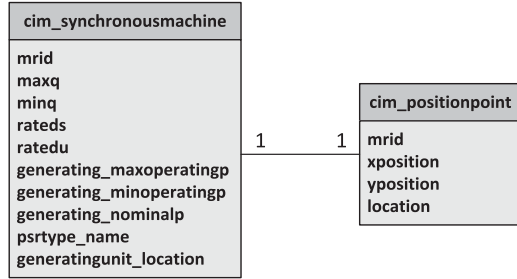 cim_synchronousmachine
mrid
maxq
minq
rateds
ratedu
generating_maxoperatingp
generating_minoperatingp
generating_nominalp
psrtype_name
generatingunit_location
1 1
cim_positionpoint
mrid
xposition
yposition
location